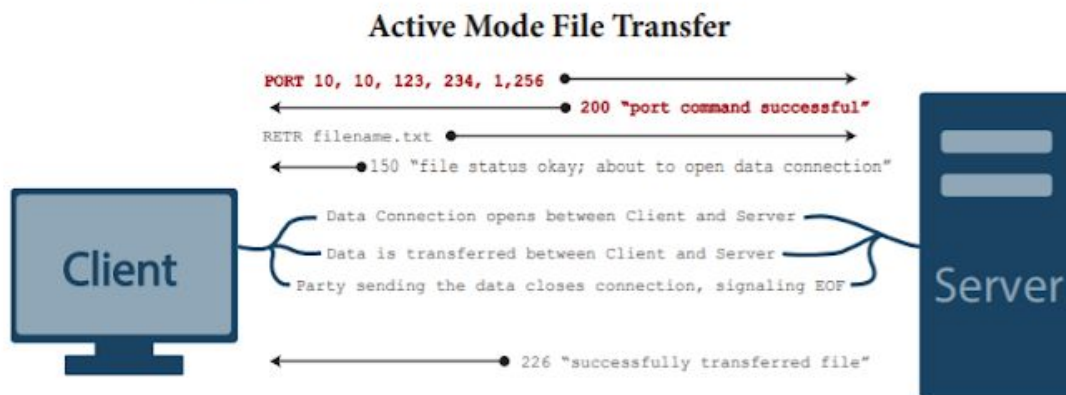 Active Mode File Transfer
PORT 10, 10, 123, 234, 1,256
200 “port command successful”
RETR filename.txt
150 “file status okay; about to open data connection”
Data Connection opens between Client and Server
Data is transferred between Client and Server
Party sending the data closes connection, signaling EOF
Client
Server
226 “successfully transferred file”